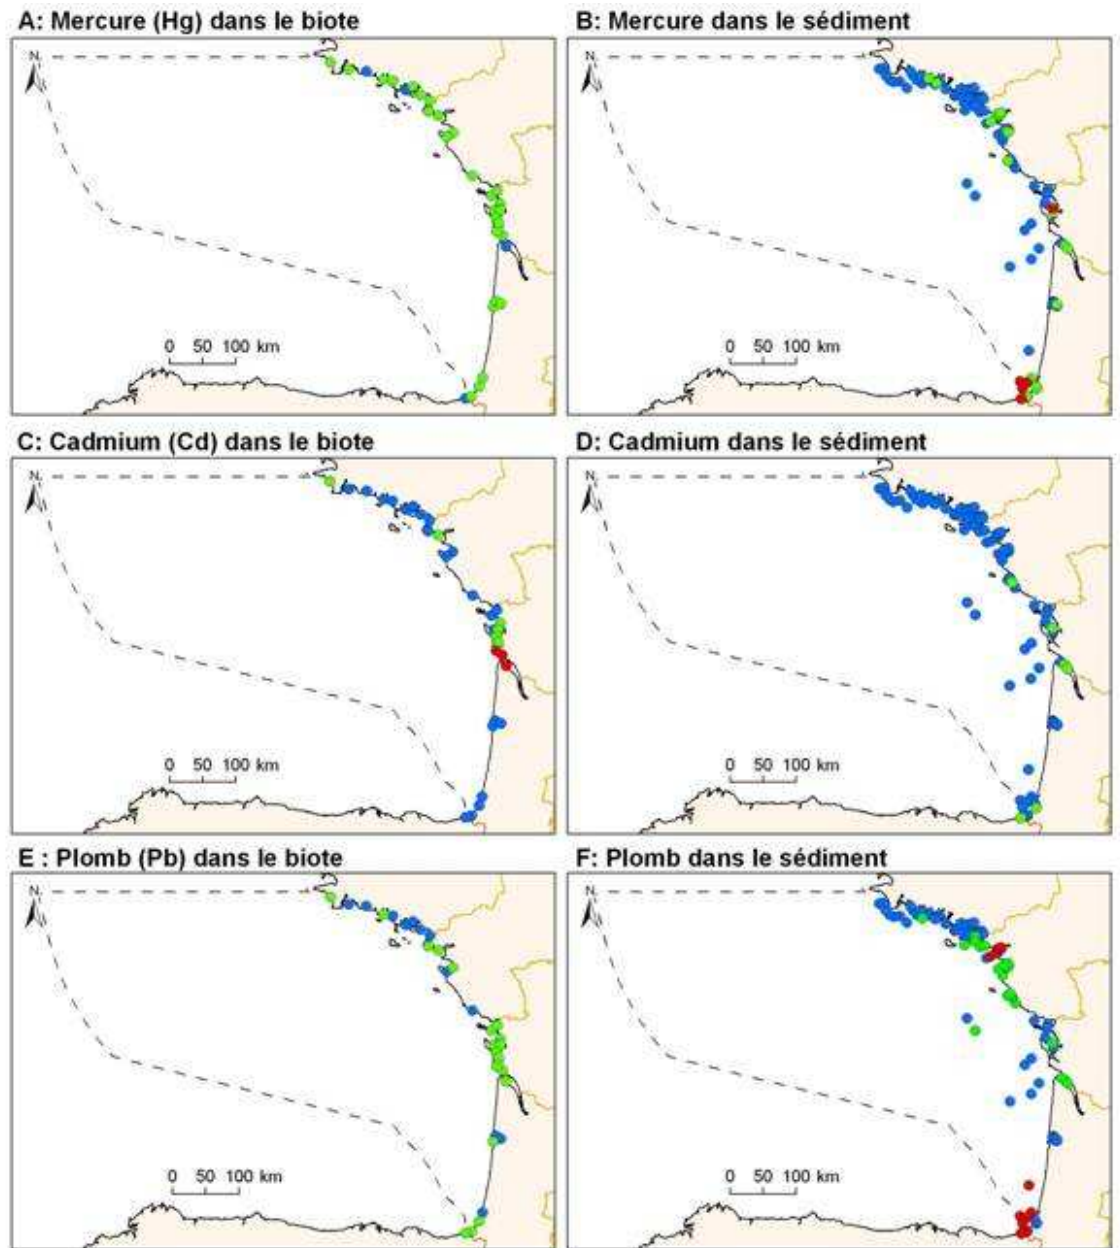 A: Mercure (Hg) dans le biote
B: Mercure dans le sédiment
N
0 50 100 km
N
0 50 100 km
C: Cadmium (Cd) dans le biote
D: Cadmium dans le sédiment
N
0 50 100 km
N
0 50 100 km
E : Plomb (Pb) dans le biote
F: Plomb dans le sédiment
N
0 50 100 km
N
0 50 100 km